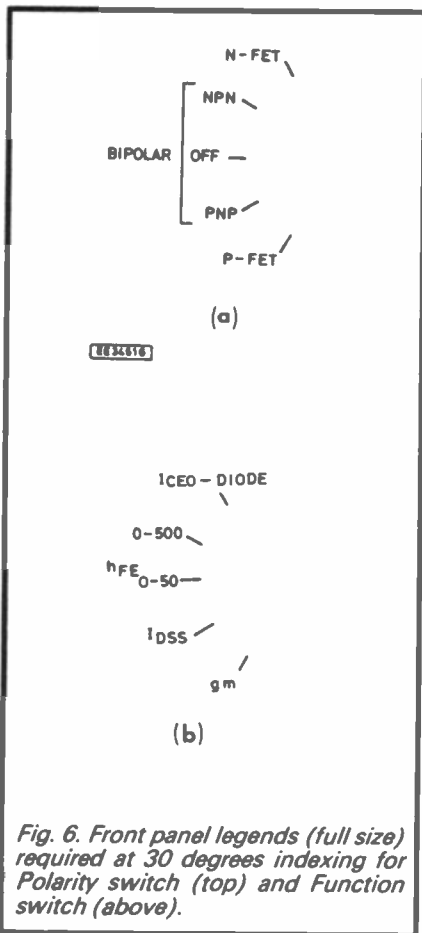 N-FET
NPN
BIPOLAR OFF
PNP
P-FET
(a)
EE34616
ICEO - DIODE
0-500
hFE 0-50
IDSS
gm
(b)
Fig. 6. Front panel legends (full size)
required at 30 degrees indexing for
Polarity switch (top) and Function
switch (above).